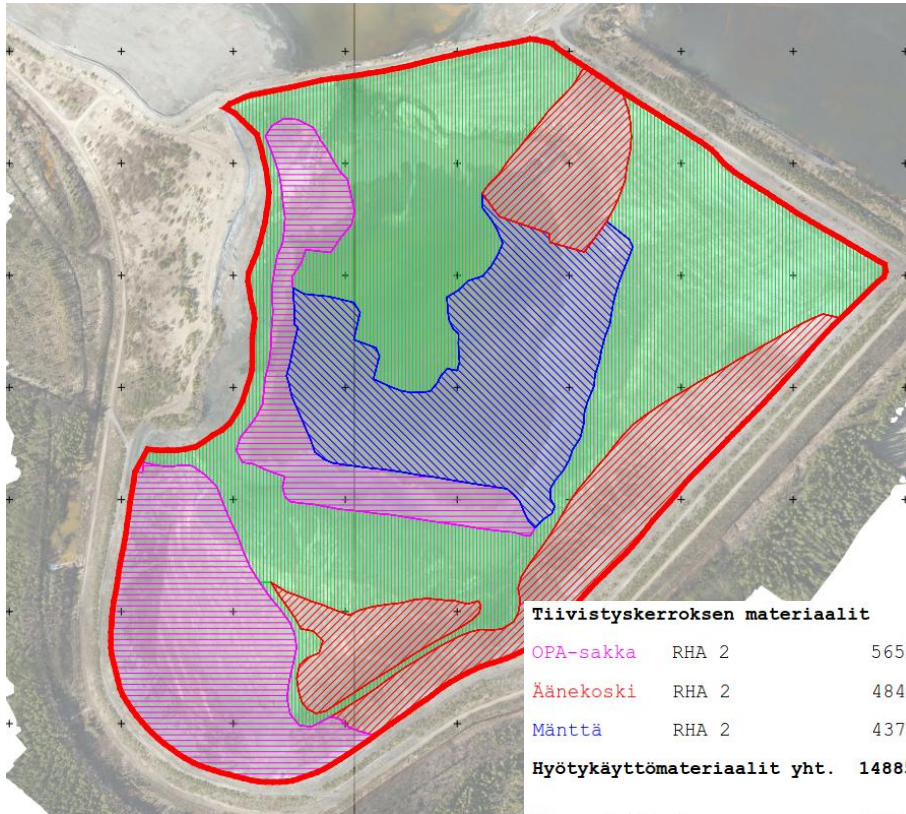 Tiivistyskerroksen materiaalit
OPA-sakka RHA 2 565
Äänekoski RHA 2 484
Mänttä RHA 2 437
Hyötykäyttömateriaalit yht. 1488